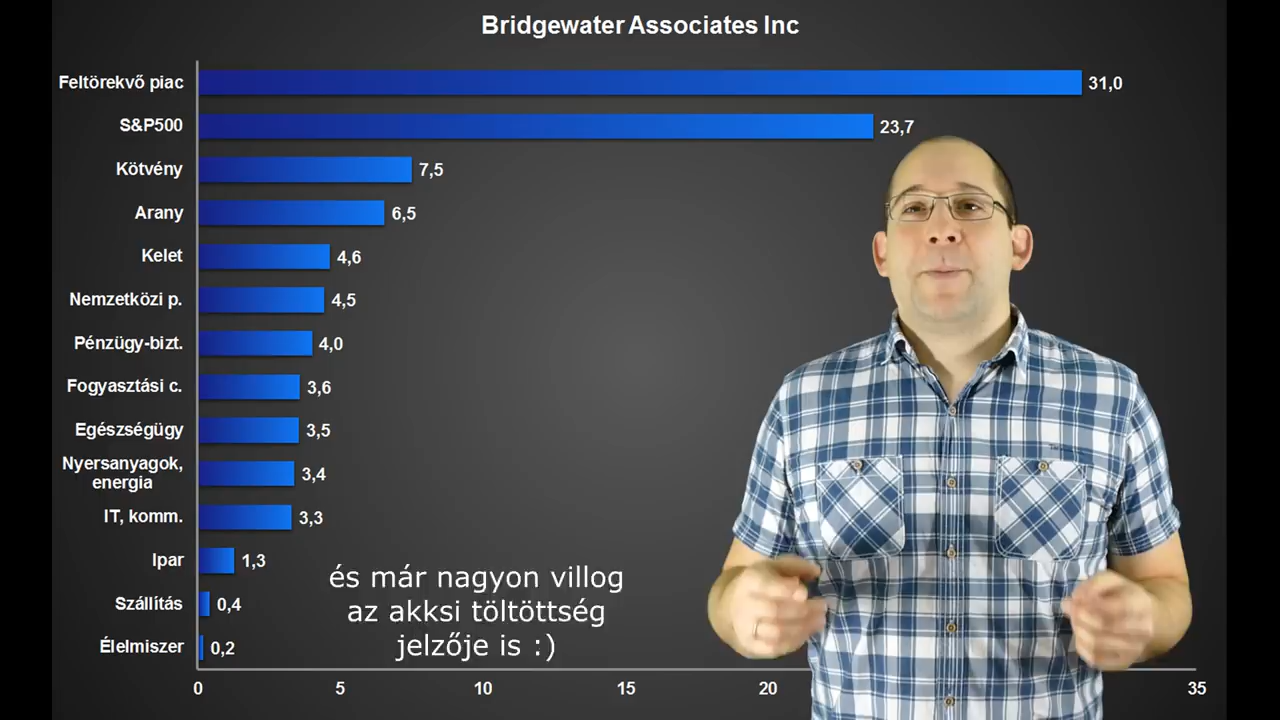 Bridgewater Associates Inc
Feltörekvő piac 31,0
S&P500 23,7
Kötvény 7,5
Arany 6,5
Kelet 4,6
Nemzetközi p. 4,5
Pénzügy-bizt. 4,0
Fogyasztási c. 3,6
Egészségügy 3,5
Nyersanyagok,
energia 3,4
IT, komm. 3,3
Ipar 1,3
Szállítás 0,4
Élelmiszer 0,2
és már nagyon villog
az akksi töltöttség
jelzője is :)
0 5 10 15 20 35